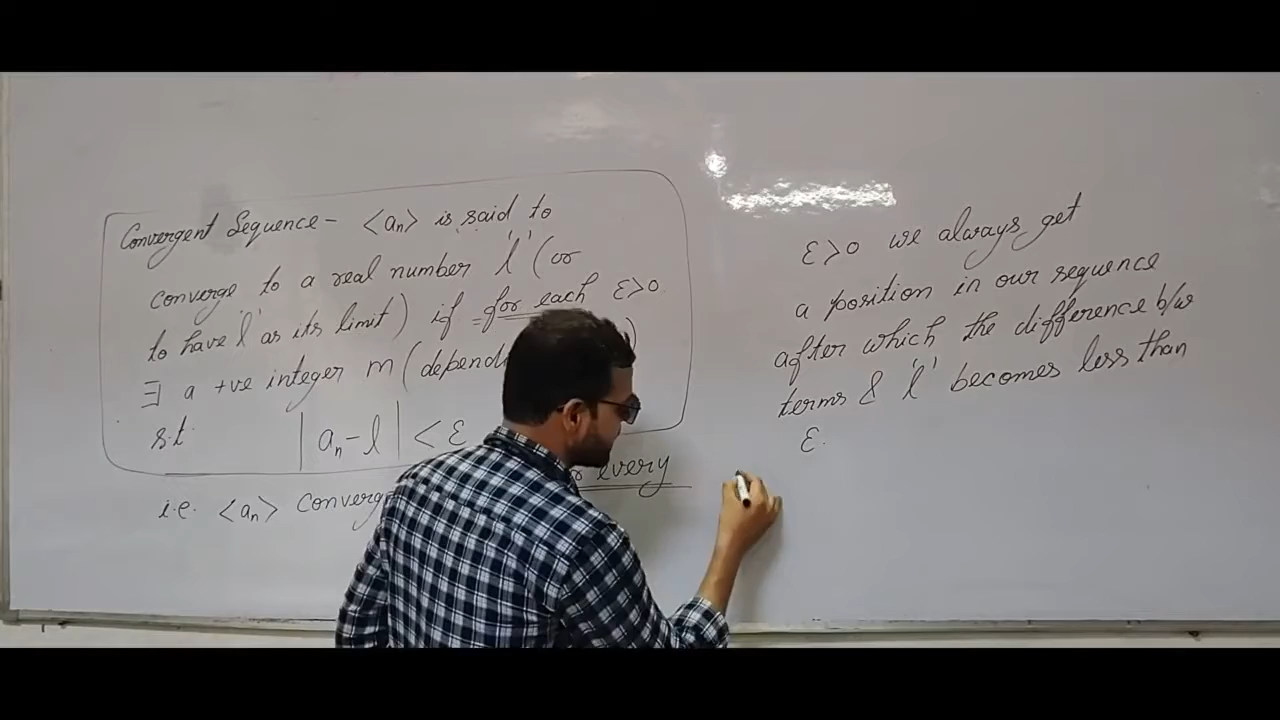 Convergent Sequence - <aₙ> is said to
converge to a real number 'l' (or
to have 'l' as its limit) if for each ε>0
∃ a +ve integer m (depend
s.t. |aₙ-l| < ε
i.e. <aₙ> converg every
ε>0 we always get
a position in our sequence
after which the difference b/w
terms & 'l' becomes less than
ε.